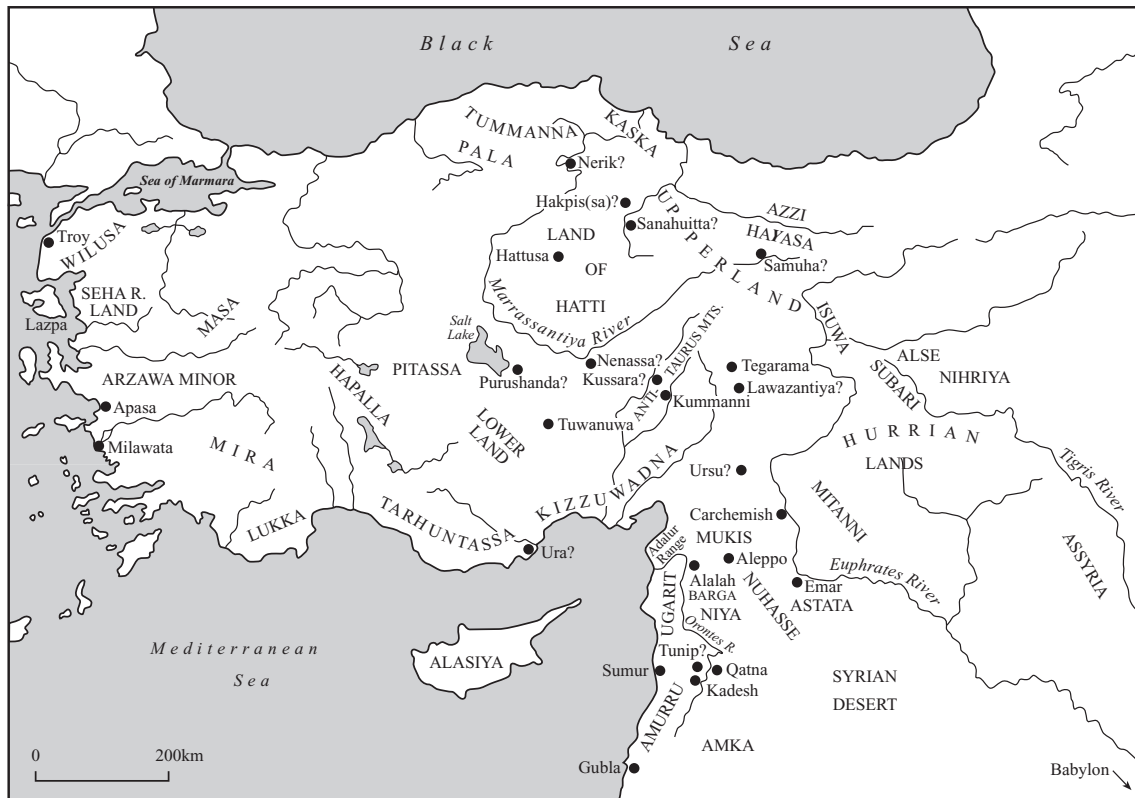 Black Sea
TUMMANNA
PALA
KASKA
Nerik?
Sea of Marmara
Hakpis(sa)?
Sanahuitta?
UPPER LAND
AZZI
HAYASA
Samuha?
Troy
WILUSA
LAND
OF
HATTI
Hattusa
Marrassantiya River
SEHA R.
LAND
Lazpa
MASA
Salt
Lake
ISUWA
ALSE
SUBARI
NIHRIYA
ARZAWA MINOR
HAPALLA
PITASSA
Purushanda?
Nenassa?
Kussara?
ANTI-TAURUS MTS.
Tegarama
Lawazantiya?
Kummanni
Apasa
Milawata
MIRA
LOWER
LAND
Tuwanuwa
HURRIAN
LANDS
Tigris River
Ursu?
KIZZUWADNA
LUKKA
TARHUNTASSA
Ura?
Carchemish
MITANNI
ASSYRIA
Adalur
Range
MUKIS
Aleppo
Alalah
BARGA
NIYA
NUHASSE
Emar
ASTATA
Euphrates River
UGARIT
Orontes R.
Mediterranean
Sea
ALASIYA
Tunip?
Sumur
Qatna
Kadesh
SYRIAN
DESERT
AMURRU
AMKA
Gubla
Babylon
0 200km